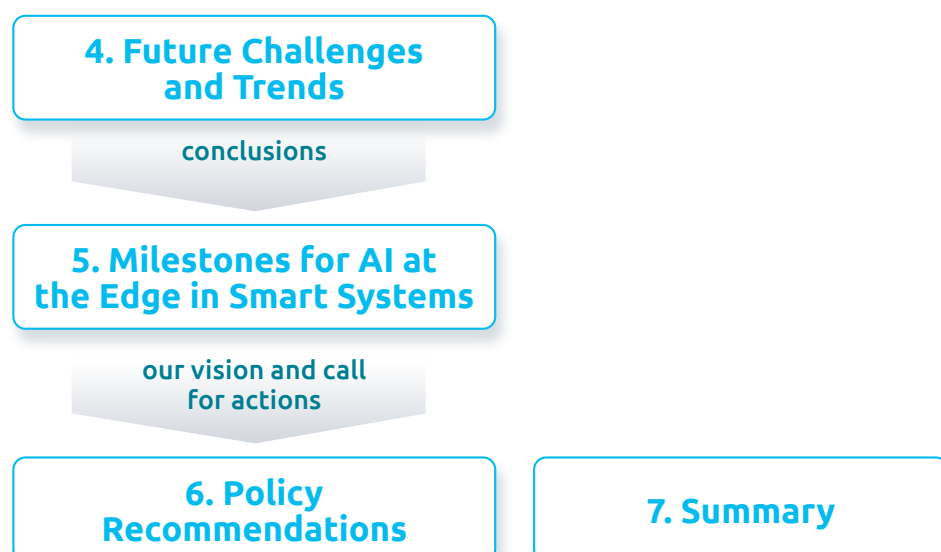 4. Future Challenges
and Trends
conclusions
5. Milestones for AI at
the Edge in Smart Systems
our vision and call
for actions
6. Policy
Recommendations
7. Summary